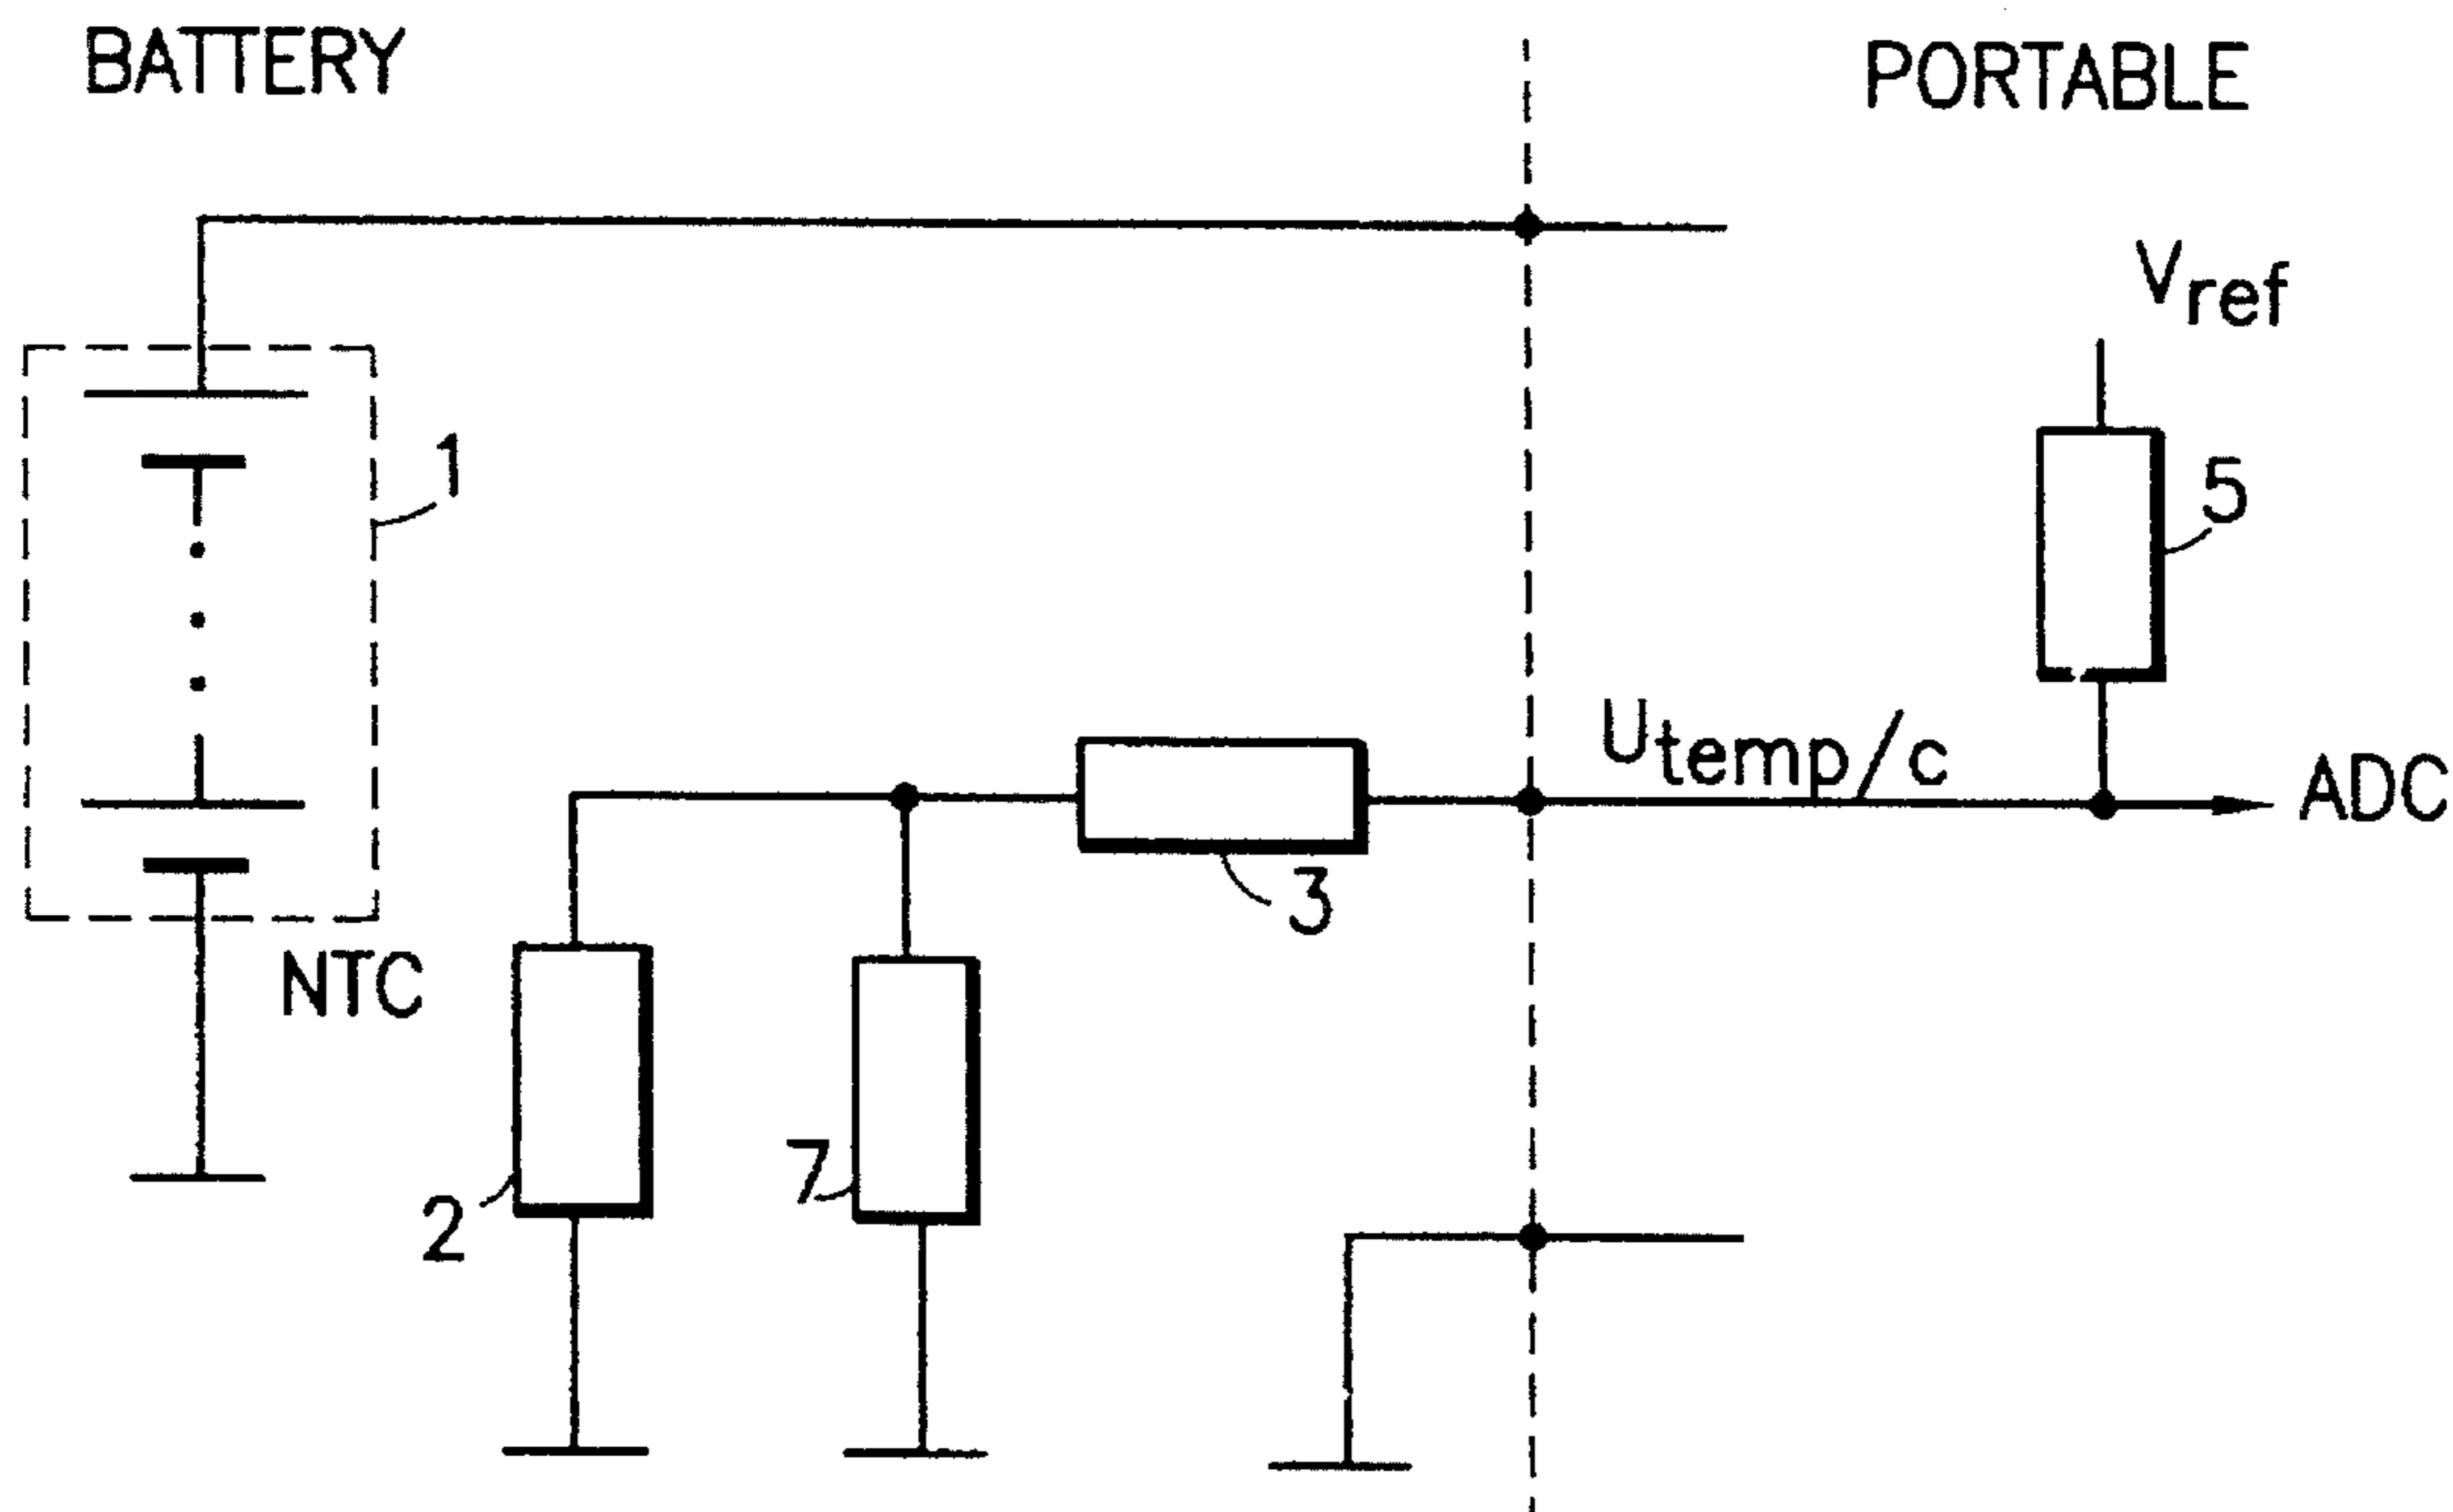 BATTERY
PORTABLE
Vref
1
5
Utemp/c
ADC
3
NTC
7
2